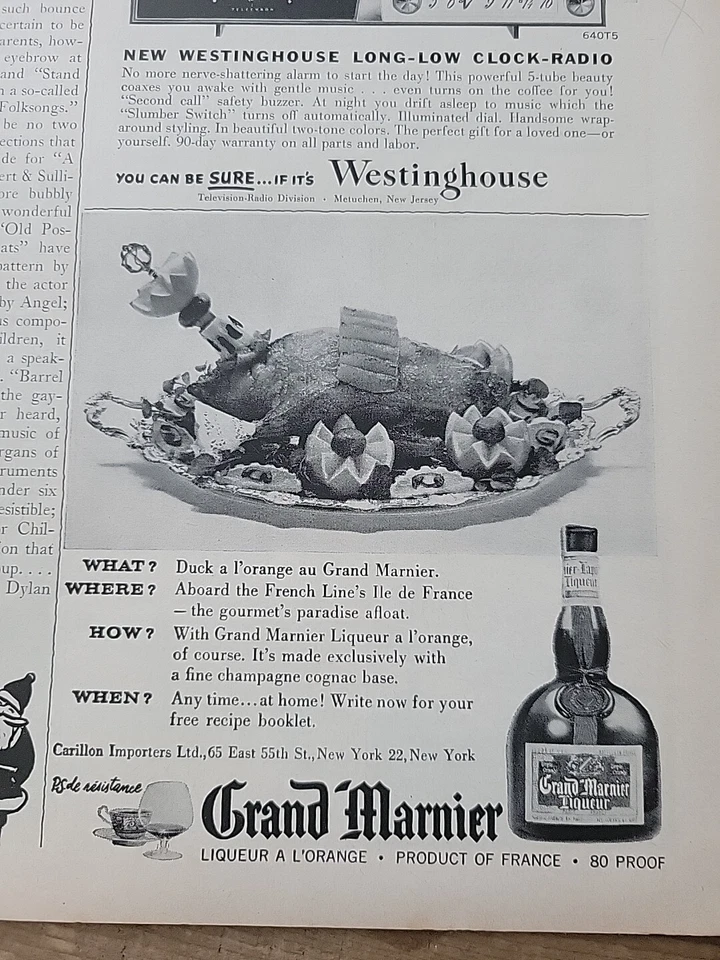 such bounce
certain to be
arents, how-
eyebrow at
and “Stand
n a so-called
Folksongs.”
be no two
ections that
de for “A
ert & Sulli-
ore bubbly
wonderful
“Old Pos-
ats” have
pattern by
the actor
by Angel;
us compo-
ildren, it
a speak-
. “Barrel
the gay-
r heard,
music of
rgans of
ruments
nder six
esistible;
r Chil-
on that
up. . . .
Dylan
640T5
NEW WESTINGHOUSE LONG-LOW CLOCK-RADIO
No more nerve-shattering alarm to start the day! This powerful 5-tube beauty
coaxes you awake with gentle music . . . even turns on the coffee for you!
“Second call” safety buzzer. At night you drift asleep to music which the
“Slumber Switch” turns off automatically. Illuminated dial. Handsome wrap-
around styling. In beautiful two-tone colors. The perfect gift for a loved one—or
yourself. 90-day warranty on all parts and labor.
YOU CAN BE SURE...IF IT'S Westinghouse
Television-Radio Division · Metuchen, New Jersey
WHAT? Duck a l'orange au Grand Marnier.
WHERE? Aboard the French Line's Ile de France
— the gourmet's paradise afloat.
HOW? With Grand Marnier Liqueur a l'orange,
of course. It's made exclusively with
a fine champagne cognac base.
WHEN? Any time...at home! Write now for your
free recipe booklet.
Carillon Importers Ltd., 65 East 55th St., New York 22, New York
PS de résistance
Grand Marnier
LIQUEUR A L'ORANGE • PRODUCT OF FRANCE • 80 PROOF
Liqueur
Grand Marnier
Liqueur